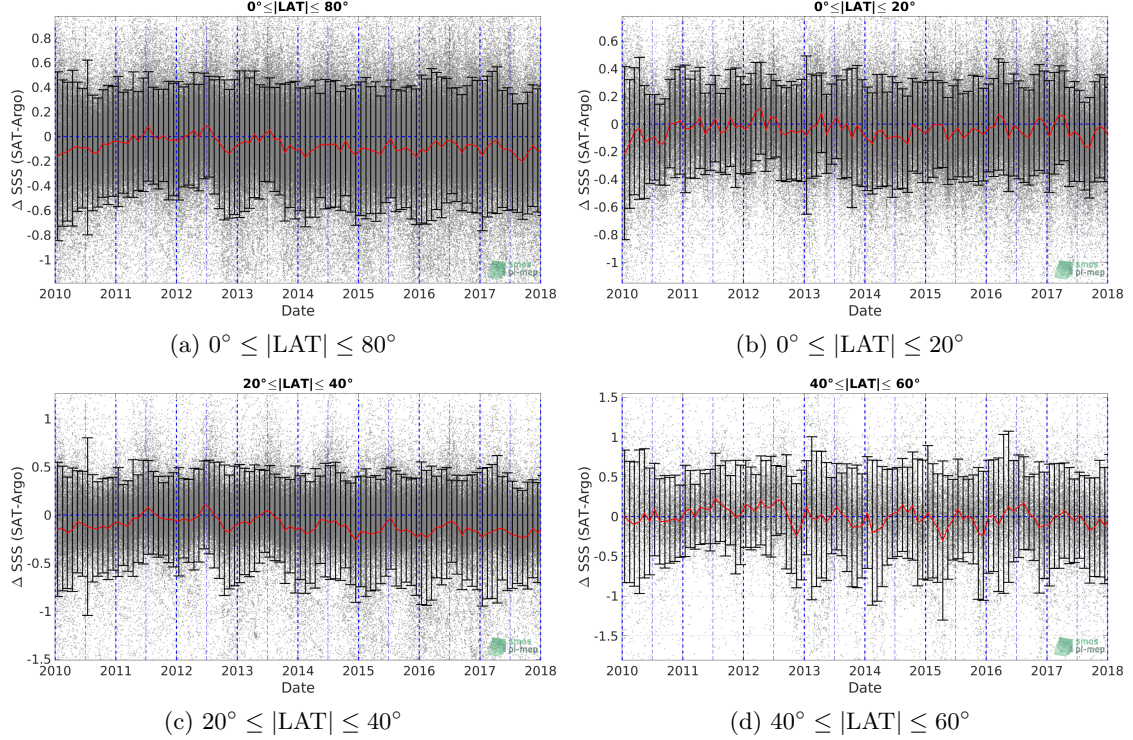 0°≤|LAT|≤ 80°
0.8
0.6
0.4
0.2
0
-0.2
-0.4
-0.6
-0.8
-1
Δ SSS (SAT-Argo)
2010 2011 2012 2013 2014 2015 2016 2017 2018
Date
smos
pi-mep
(a) 0° ≤ |LAT| ≤ 80°
0°≤|LAT|≤ 20°
0.6
0.4
0.2
0
-0.2
-0.4
-0.6
-0.8
-1
Δ SSS (SAT-Argo)
2010 2011 2012 2013 2014 2015 2016 2017 2018
Date
smos
pi-mep
(b) 0° ≤ |LAT| ≤ 20°
20°≤|LAT|≤ 40°
1
0.5
0
-0.5
-1
-1.5
Δ SSS (SAT-Argo)
2010 2011 2012 2013 2014 2015 2016 2017 2018
Date
smos
pi-mep
(c) 20° ≤ |LAT| ≤ 40°
40°≤|LAT|≤ 60°
1.5
1
0.5
0
-0.5
-1
-1.5
Δ SSS (SAT-Argo)
2010 2011 2012 2013 2014 2015 2016 2017 2018
Date
smos
pi-mep
(d) 40° ≤ |LAT| ≤ 60°